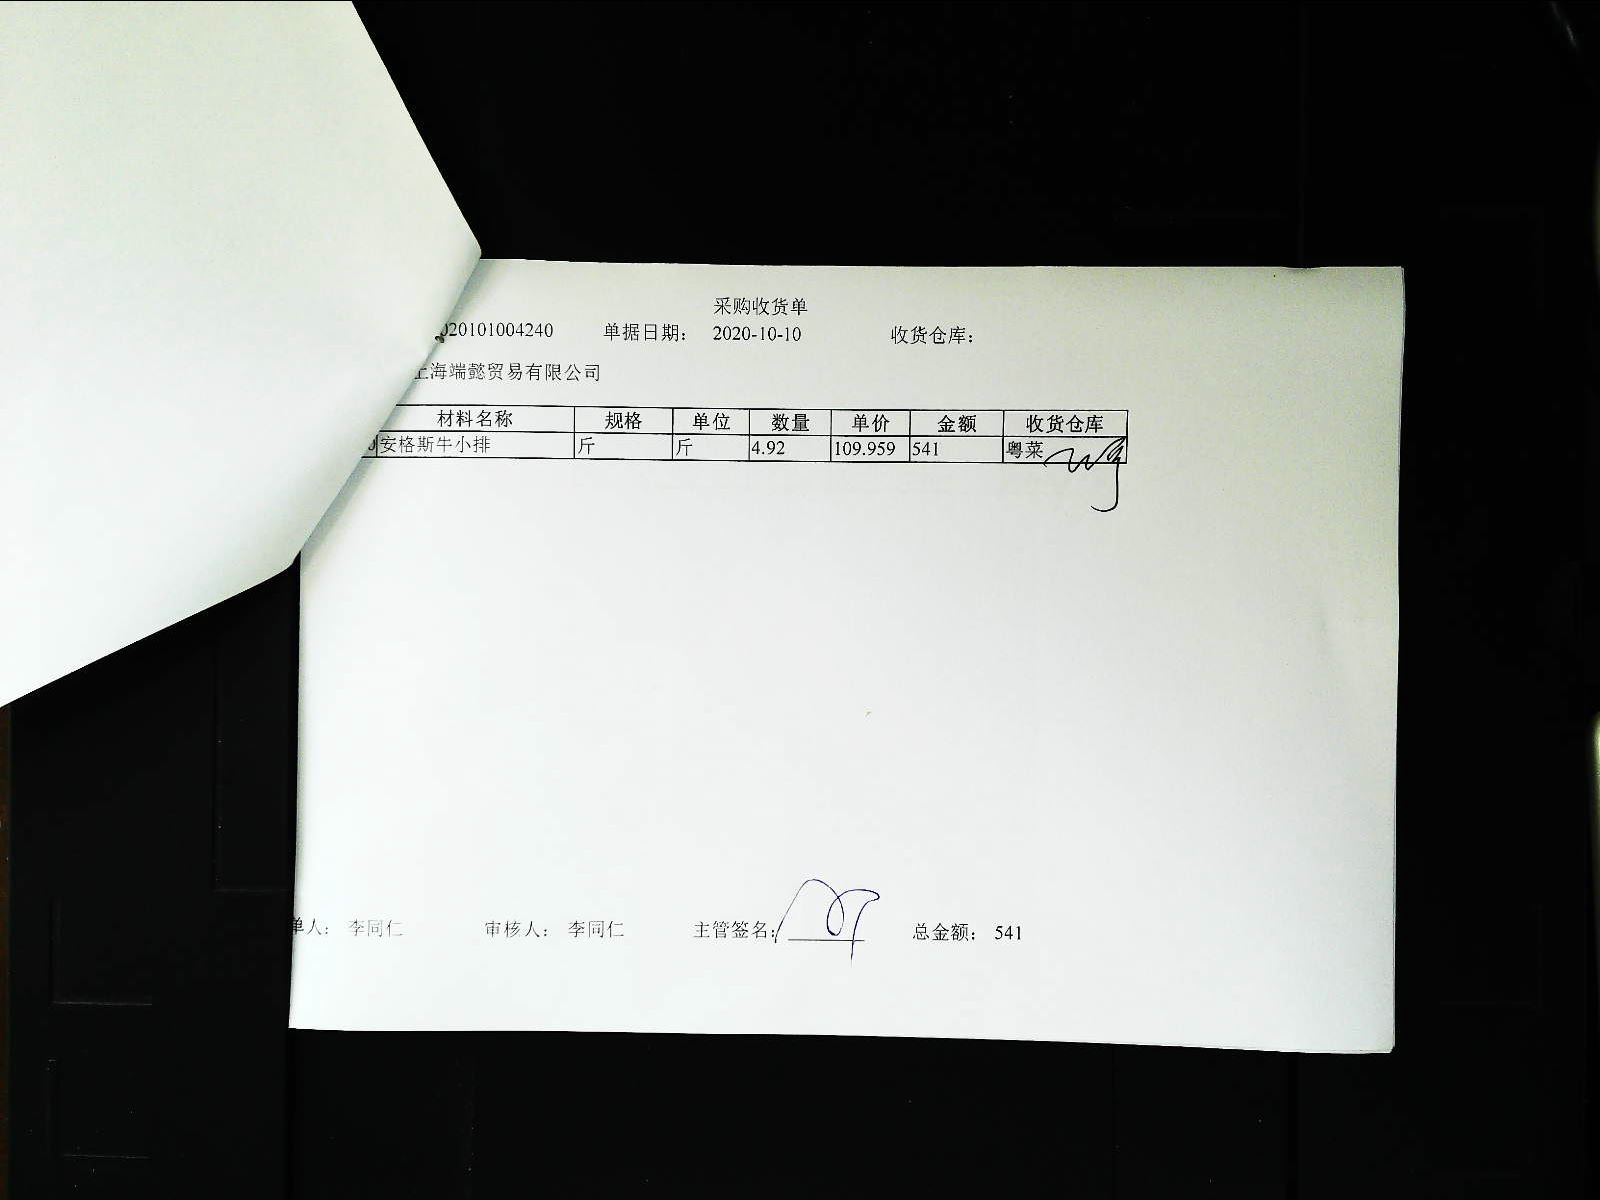 采购收货单
020101004240 单据日期： 2020-10-10 收货仓库：
上海端懿贸易有限公司
材料名称 规格 单位 数量 单价 金额 收货仓库
安格斯牛小排 斤 斤 4.92 109.959 541 粤菜
单人： 李同仁 审核人： 李同仁 主管签名： 总金额： 541